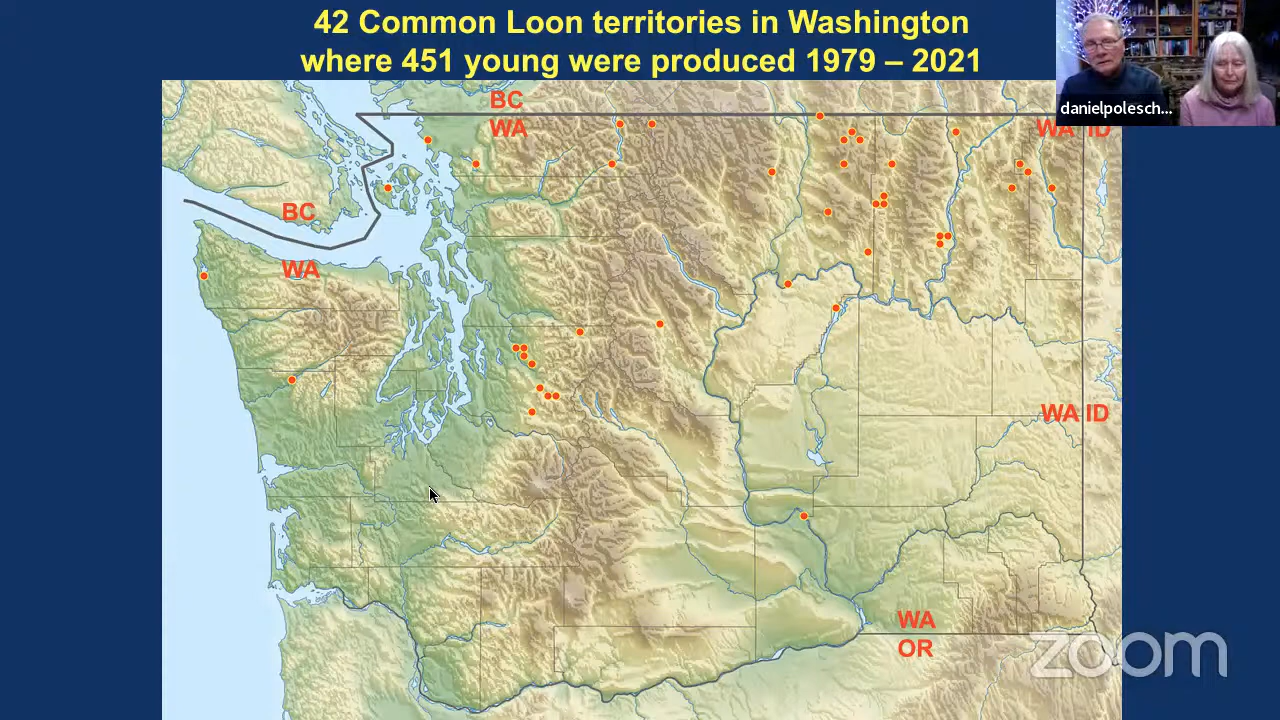 42 Common Loon territories in Washington
where 451 young were produced 1979 – 2021
danielpolesch...
BC
WA
WA ID
BC
WA
WA ID
WA
OR
zoom